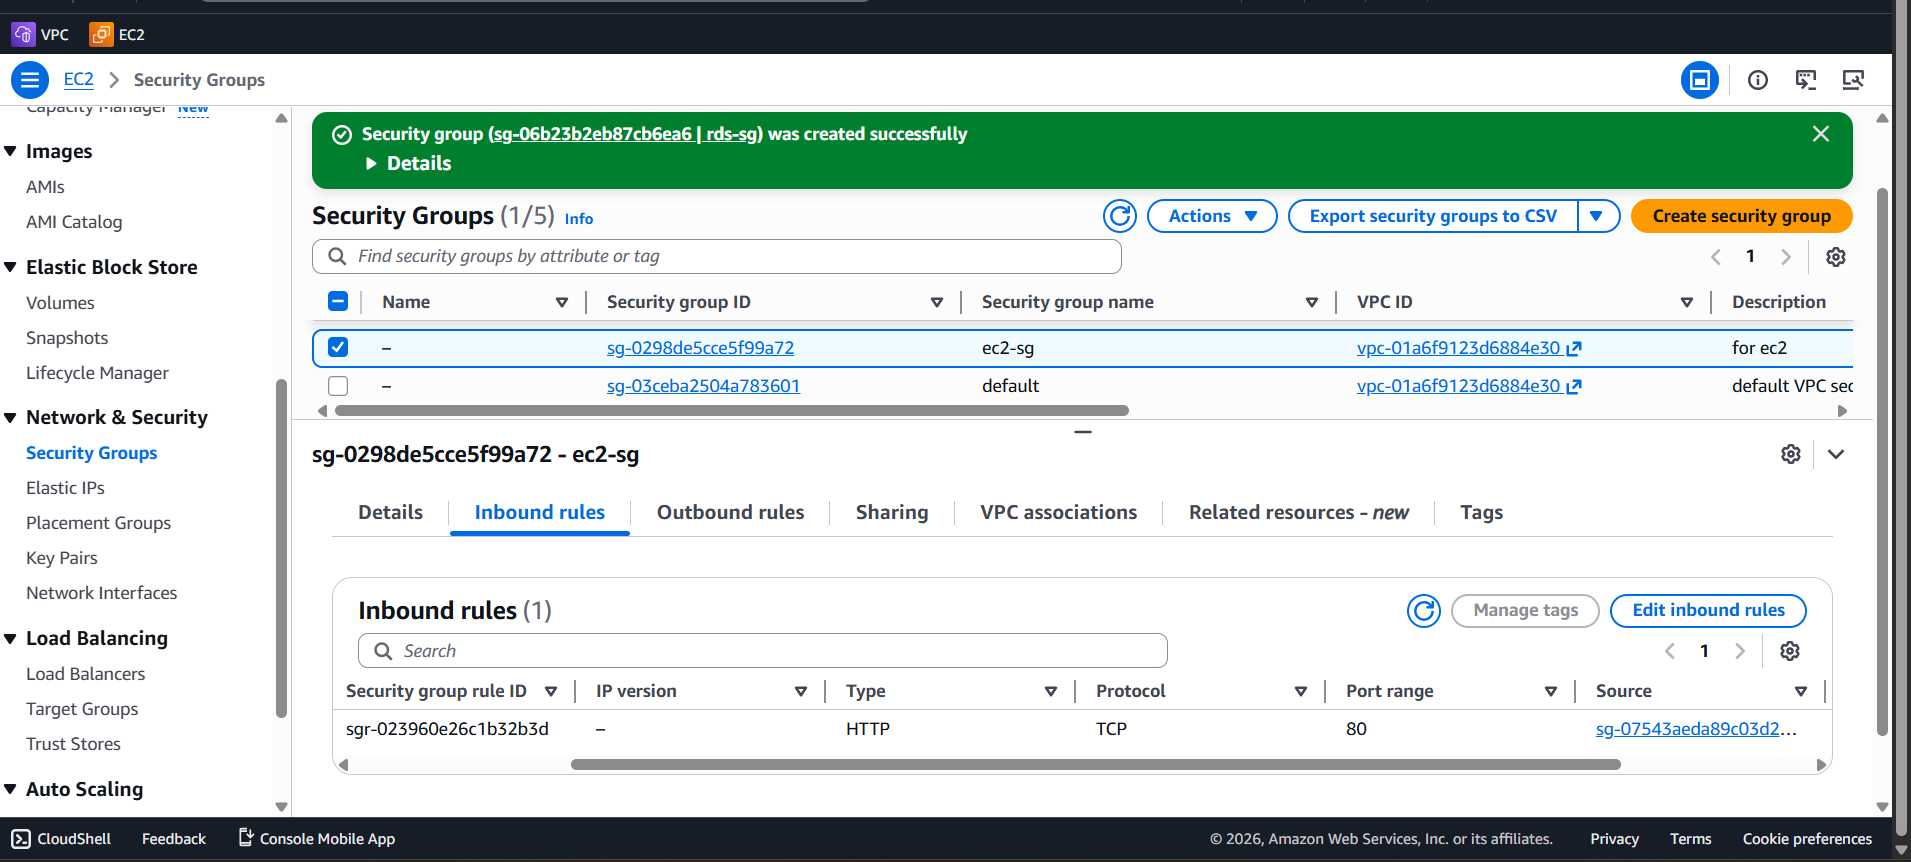 VPC
EC2
EC2 > Security Groups
Capacity Manager New
Images
AMIs
AMI Catalog
Elastic Block Store
Volumes
Snapshots
Lifecycle Manager
Network & Security
Security Groups
Elastic IPs
Placement Groups
Key Pairs
Network Interfaces
Load Balancing
Load Balancers
Target Groups
Trust Stores
Auto Scaling
Security group (sg-06b23b2eb87cb6ea6 | rds-sg) was created successfully
Details
Security Groups (1/5) Info
Actions
Export security groups to CSV
Create security group
Find security groups by attribute or tag
1
Name Security group ID Security group name VPC ID Description
– sg-0298de5cce5f99a72 ec2-sg vpc-01a6f9123d6884e30 for ec2
– sg-03ceba2504a783601 default vpc-01a6f9123d6884e30 default VPC sec
sg-0298de5cce5f99a72 - ec2-sg
Details Inbound rules Outbound rules Sharing VPC associations Related resources - new Tags
Inbound rules (1)
Manage tags
Edit inbound rules
Search
1
Security group rule ID IP version Type Protocol Port range Source
sgr-023960e26c1b32b3d – HTTP TCP 80 sg-07543aeda89c03d2...
CloudShell Feedback Console Mobile App © 2026, Amazon Web Services, Inc. or its affiliates. Privacy Terms Cookie preferences